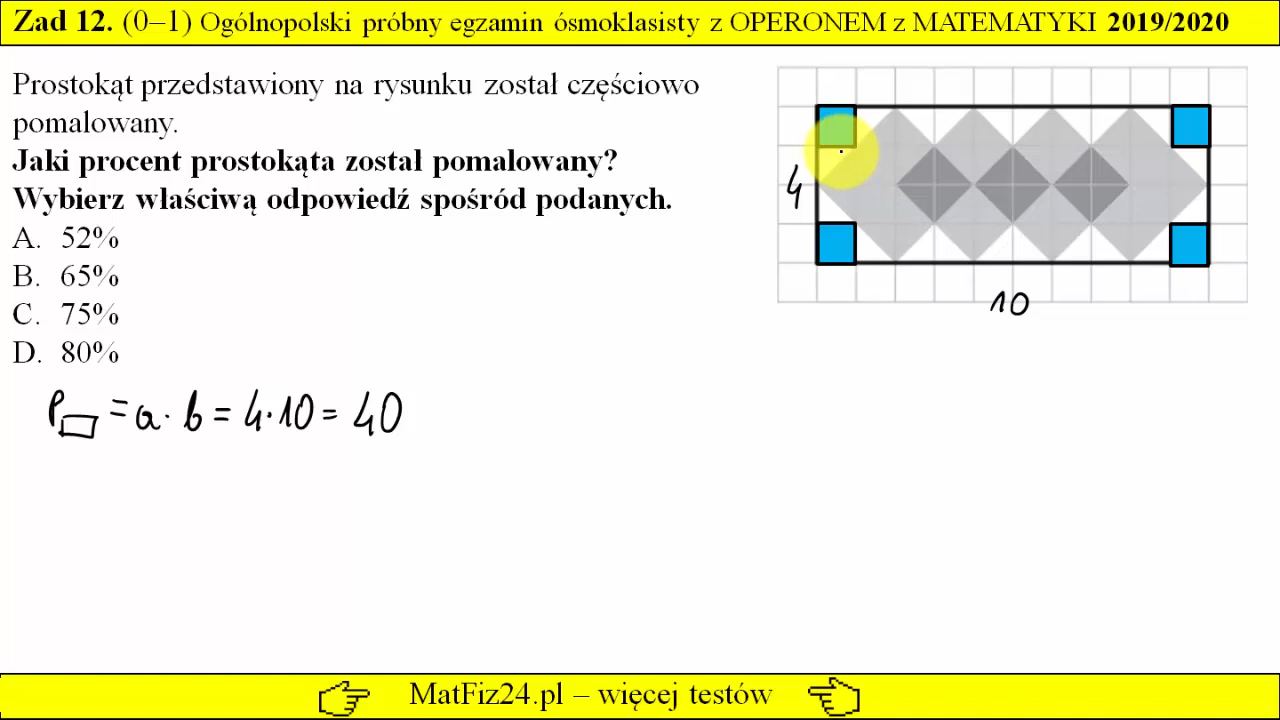 Zad 12. (0–1) Ogólnopolski próbny egzamin ósmoklasisty z OPERONEM z MATEMATYKI 2019/2020
Prostokąt przedstawiony na rysunku został częściowo
pomalowany.
Jaki procent prostokąta został pomalowany?
Wybierz właściwą odpowiedź spośród podanych.
A. 52%
B. 65%
C. 75%
D. 80%
4
10
P▭ = a · b = 4 · 10 = 40
MatFiz24.pl – więcej testów